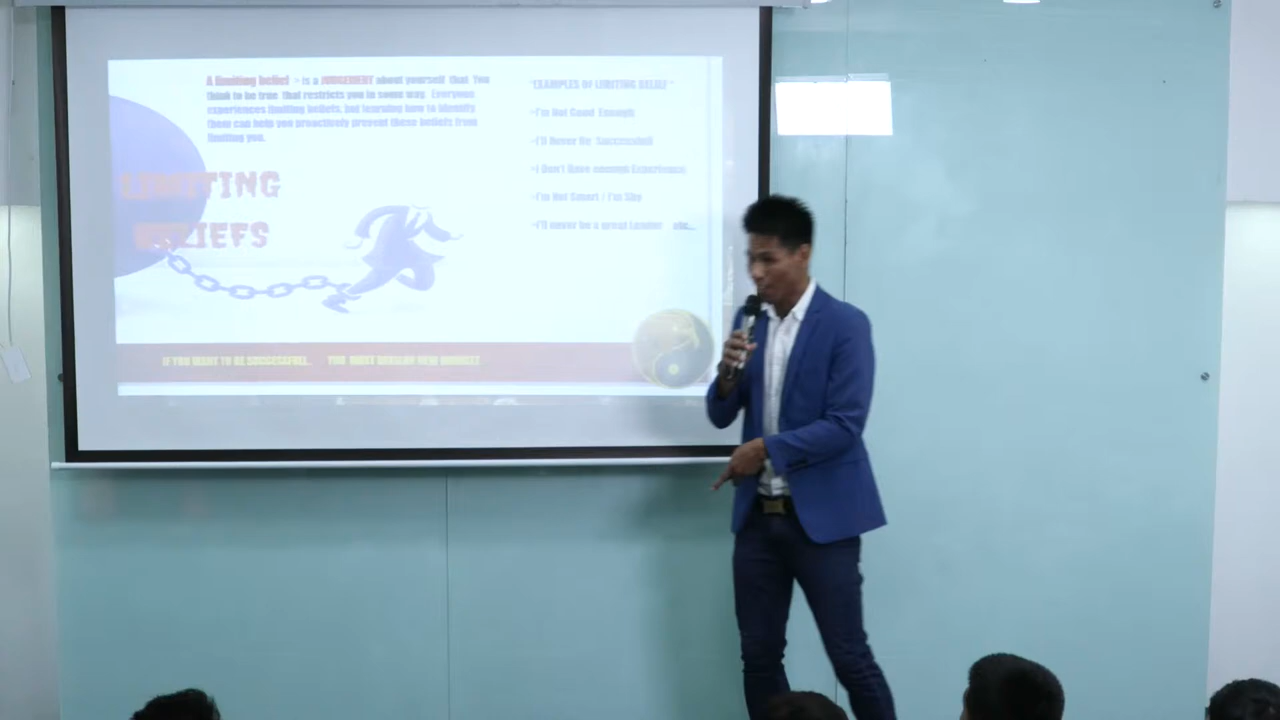 A limiting belief - is a JUDGEMENT about yourself that You
think to be true that restricts you in some way. Everyone
experiences limiting beliefs, but learning how to identify
them can help you proactively prevent these beliefs from
limiting you.
LIMITING
BELIEFS
"EXAMPLES OF LIMITING BELIEF"
-I'm Not Good Enough
-I'll Never Be Successful
-I Don't Have enough Experience
-I'm Not Smart / I'm Shy
-I'll never be a great Leader etc...
IF YOU WANT TO BE SUCCESSFUL, YOU MUST DEVELOP NEW MINDSET